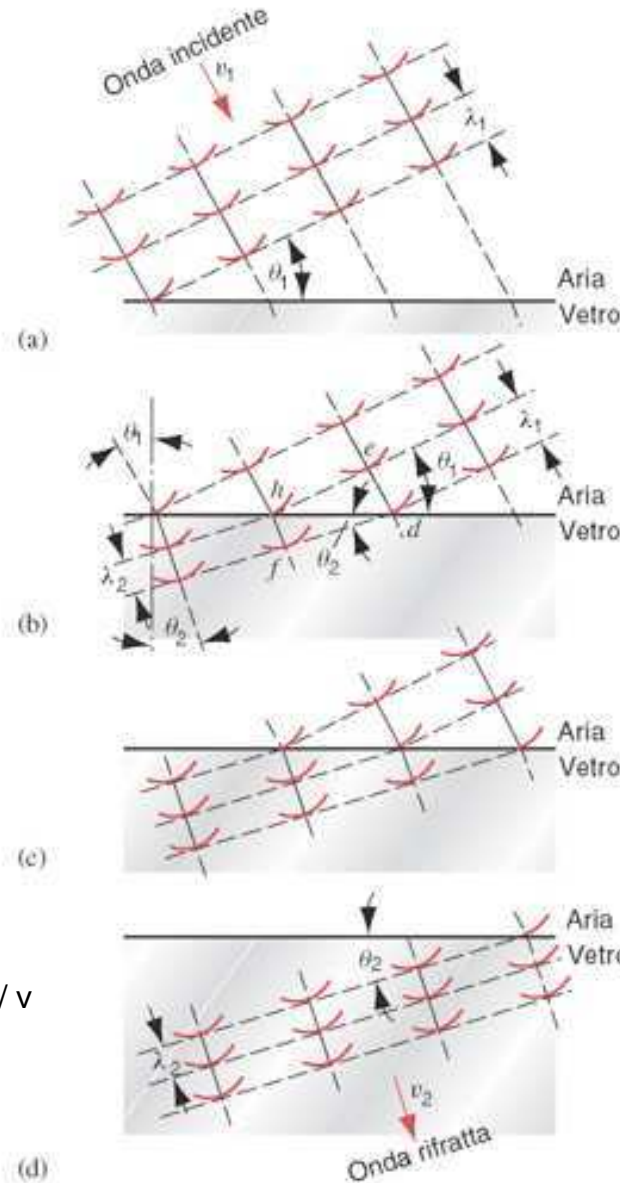 Onda incidente
v₁
λ₁
θ₁
Aria
Vetro
(a)
θ₁
e
λ₁
h
θ₁
Aria
Vetro
d
f
θ₂
λ₂
θ₂
(b)
Aria
Vetro
(c)
Aria
Vetro
θ₂
/ v
λ₂
v₂
Onda rifratta
(d)